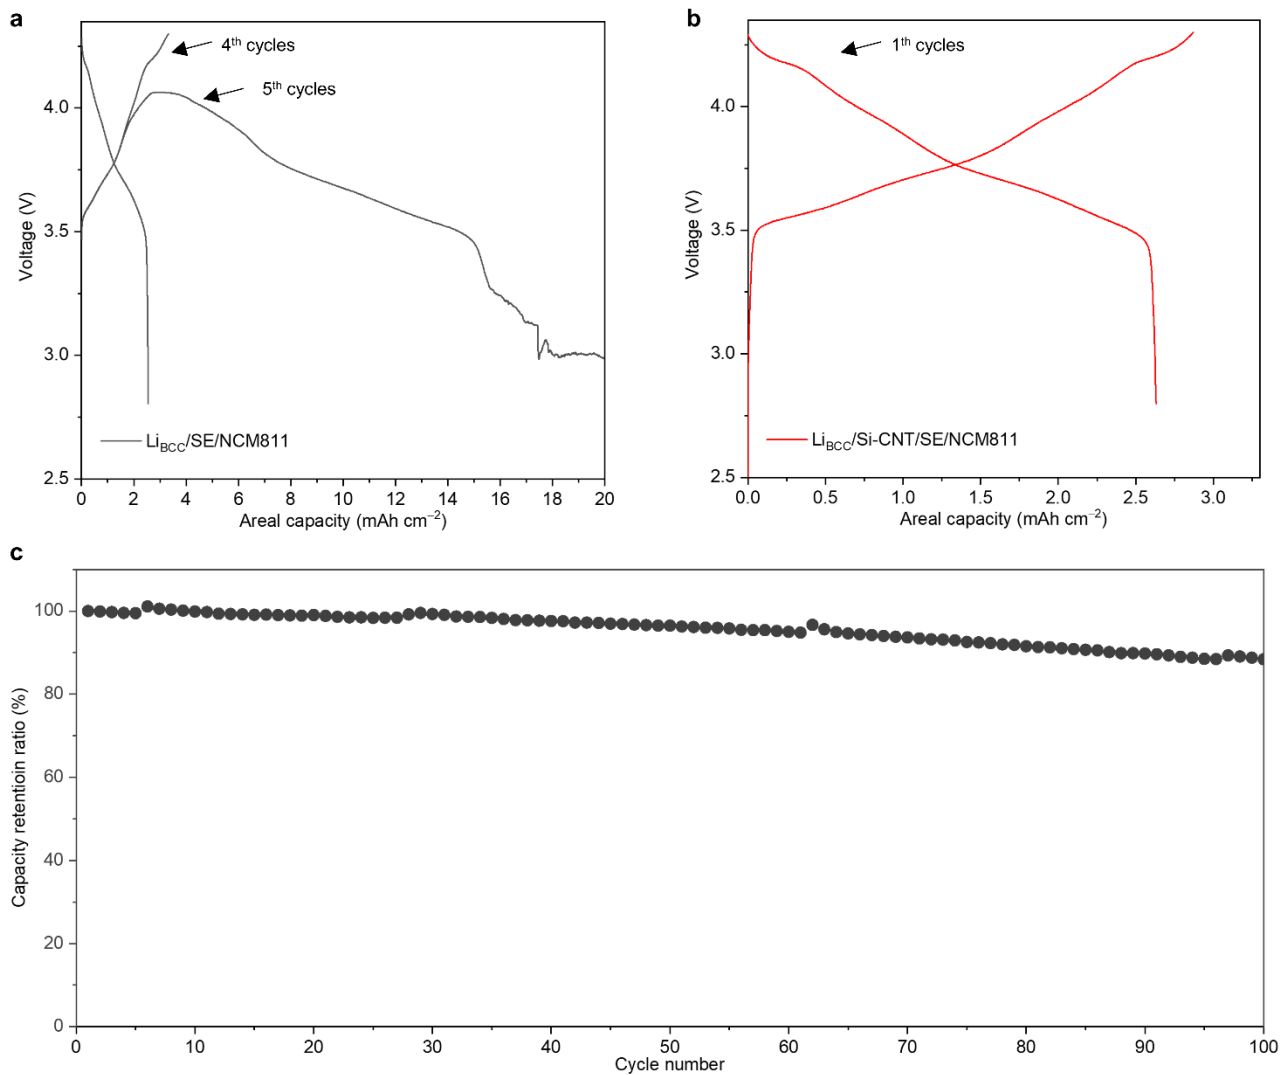 a
4th cycles
5th cycles
4.0
3.5
3.0
2.5
Voltage (V)
LiBCC/SE/NCM811
0 2 4 6 8 10 12 14 16 18 20
Areal capacity (mAh cm−2)
b
1th cycles
4.0
3.5
3.0
2.5
Voltage (V)
LiBCC/Si-CNT/SE/NCM811
0.0 0.5 1.0 1.5 2.0 2.5 3.0
Areal capacity (mAh cm−2)
c
100
80
60
40
20
0
Capacity retentioin ratio (%)
0 10 20 30 40 50 60 70 80 90 100
Cycle number